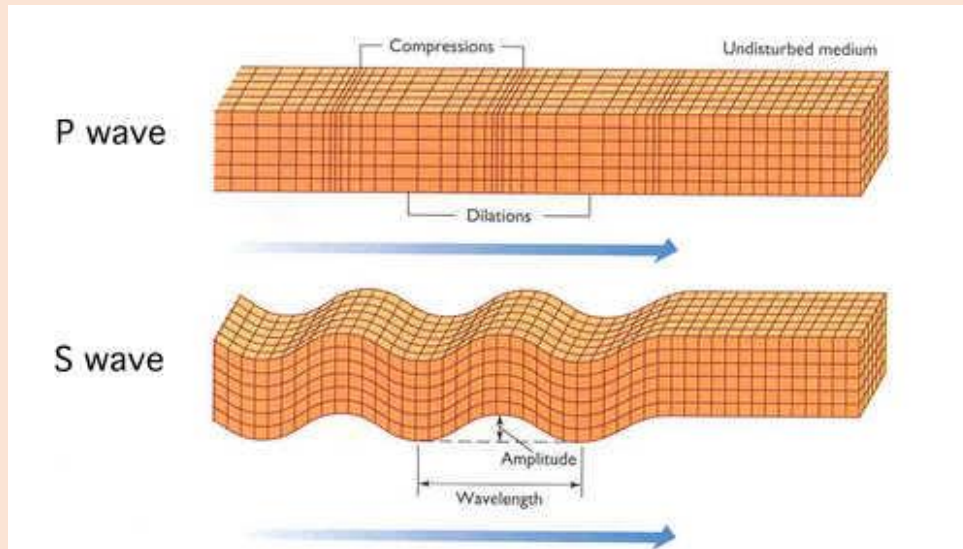 Compressions
Undisturbed medium
P wave
Dilations
S wave
Amplitude
Wavelength